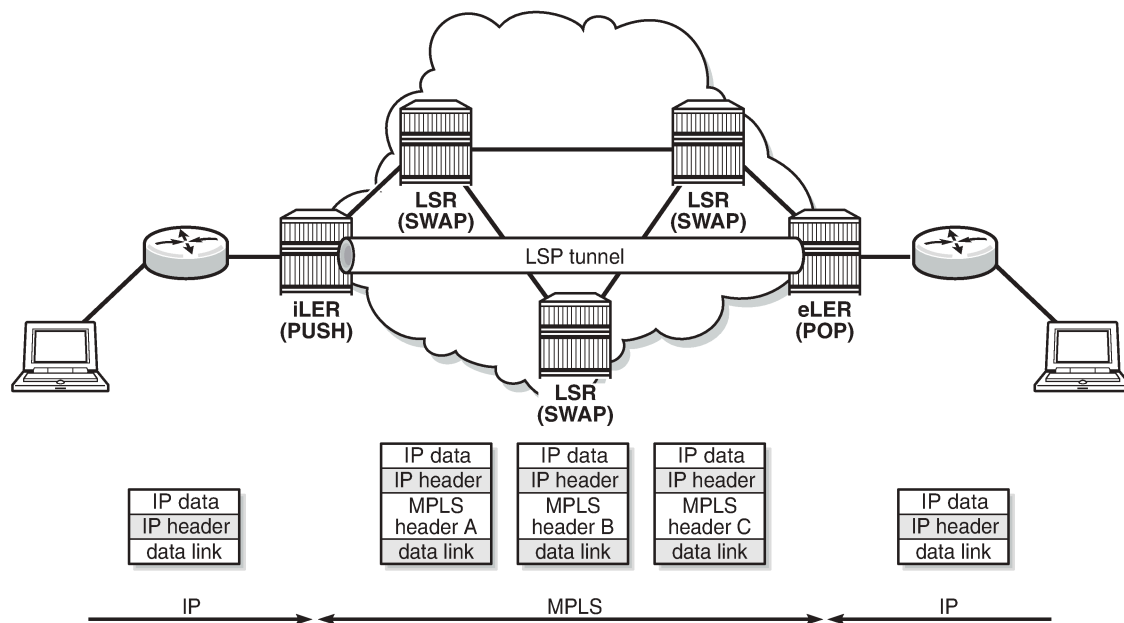 LSR
(SWAP)
LSR
(SWAP)
LSP tunnel
iLER
(PUSH)
eLER
(POP)
LSR
(SWAP)
IP data
IP header
MPLS
header A
data link
IP data
IP header
MPLS
header B
data link
IP data
IP header
MPLS
header C
data link
IP data
IP header
data link
IP data
IP header
data link
IP
MPLS
IP